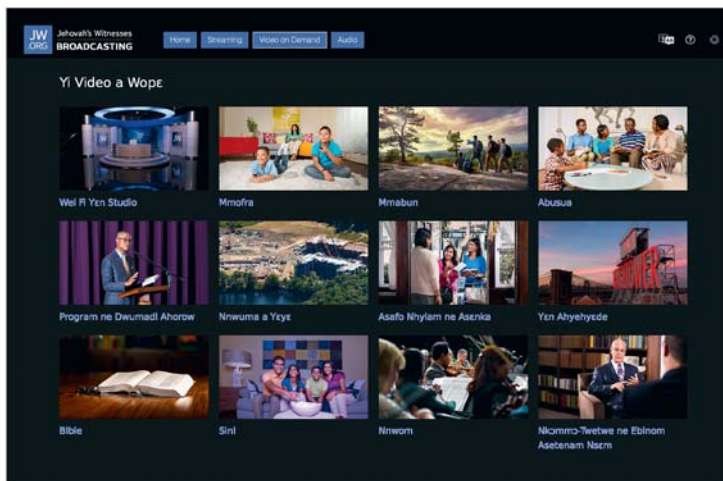 JW
.ORG
Jehovah's Witnesses
BROADCASTING
Home Streaming Video on Demand Audio
Yi Video a Wopɛ
Wei Fi Yɛn Studio Mmofra Mmabun Abusua
Program ne Dwumadi Ahorow Nnwuma a Yɛyɛ Asafo Nhyiam ne Asɛnka Yɛn Ahyehyɛde
WATCHTOWER
Bible Sini Nnwom Nkɔmmɔ-Twetwe ne Ebinom
Asetenam Nsɛm